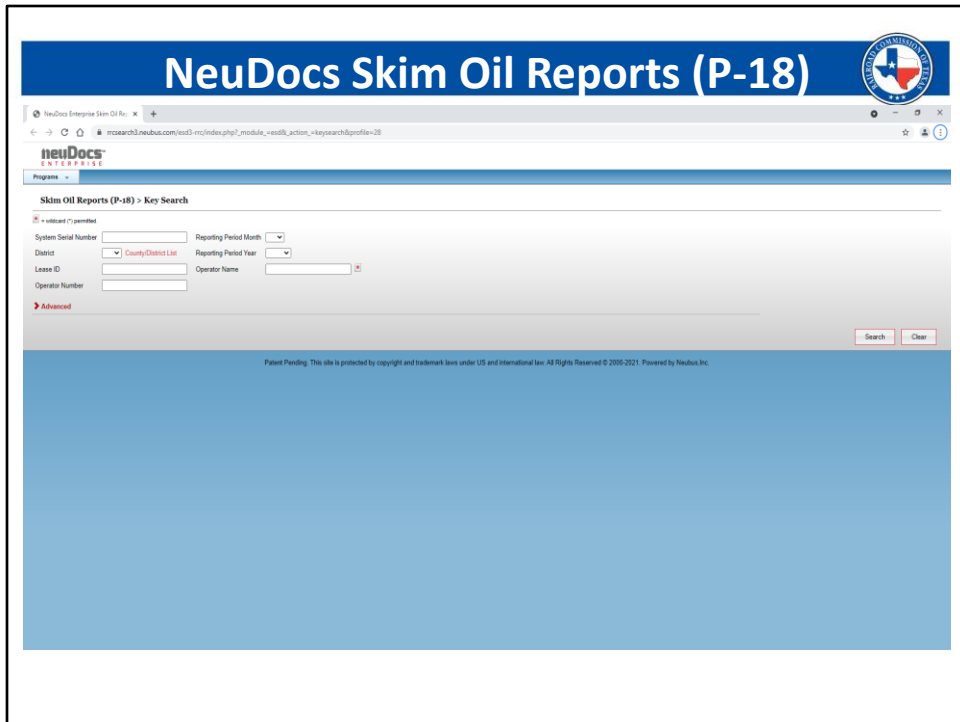 NeuDocs Skim Oil Reports (P-18)
RAILROAD COMMISSION OF TEXAS
NeuDocs Enterprise Skim Oil Re
rrcsearch3.neubus.com/esd3-rrc/index.php?_module_=esd&_action_=keysearch&profile=28
neuDocs
ENTERPRISE
Programs
Skim Oil Reports (P-18) > Key Search
* = wildcard (*) permitted
System Serial Number Reporting Period Month
District County/District List Reporting Period Year
Lease ID Operator Name *
Operator Number
Advanced
Search Clear
Patent Pending. This site is protected by copyright and trademark laws under US and international law. All Rights Reserved © 2000-2021. Powered by Neubus.Inc.